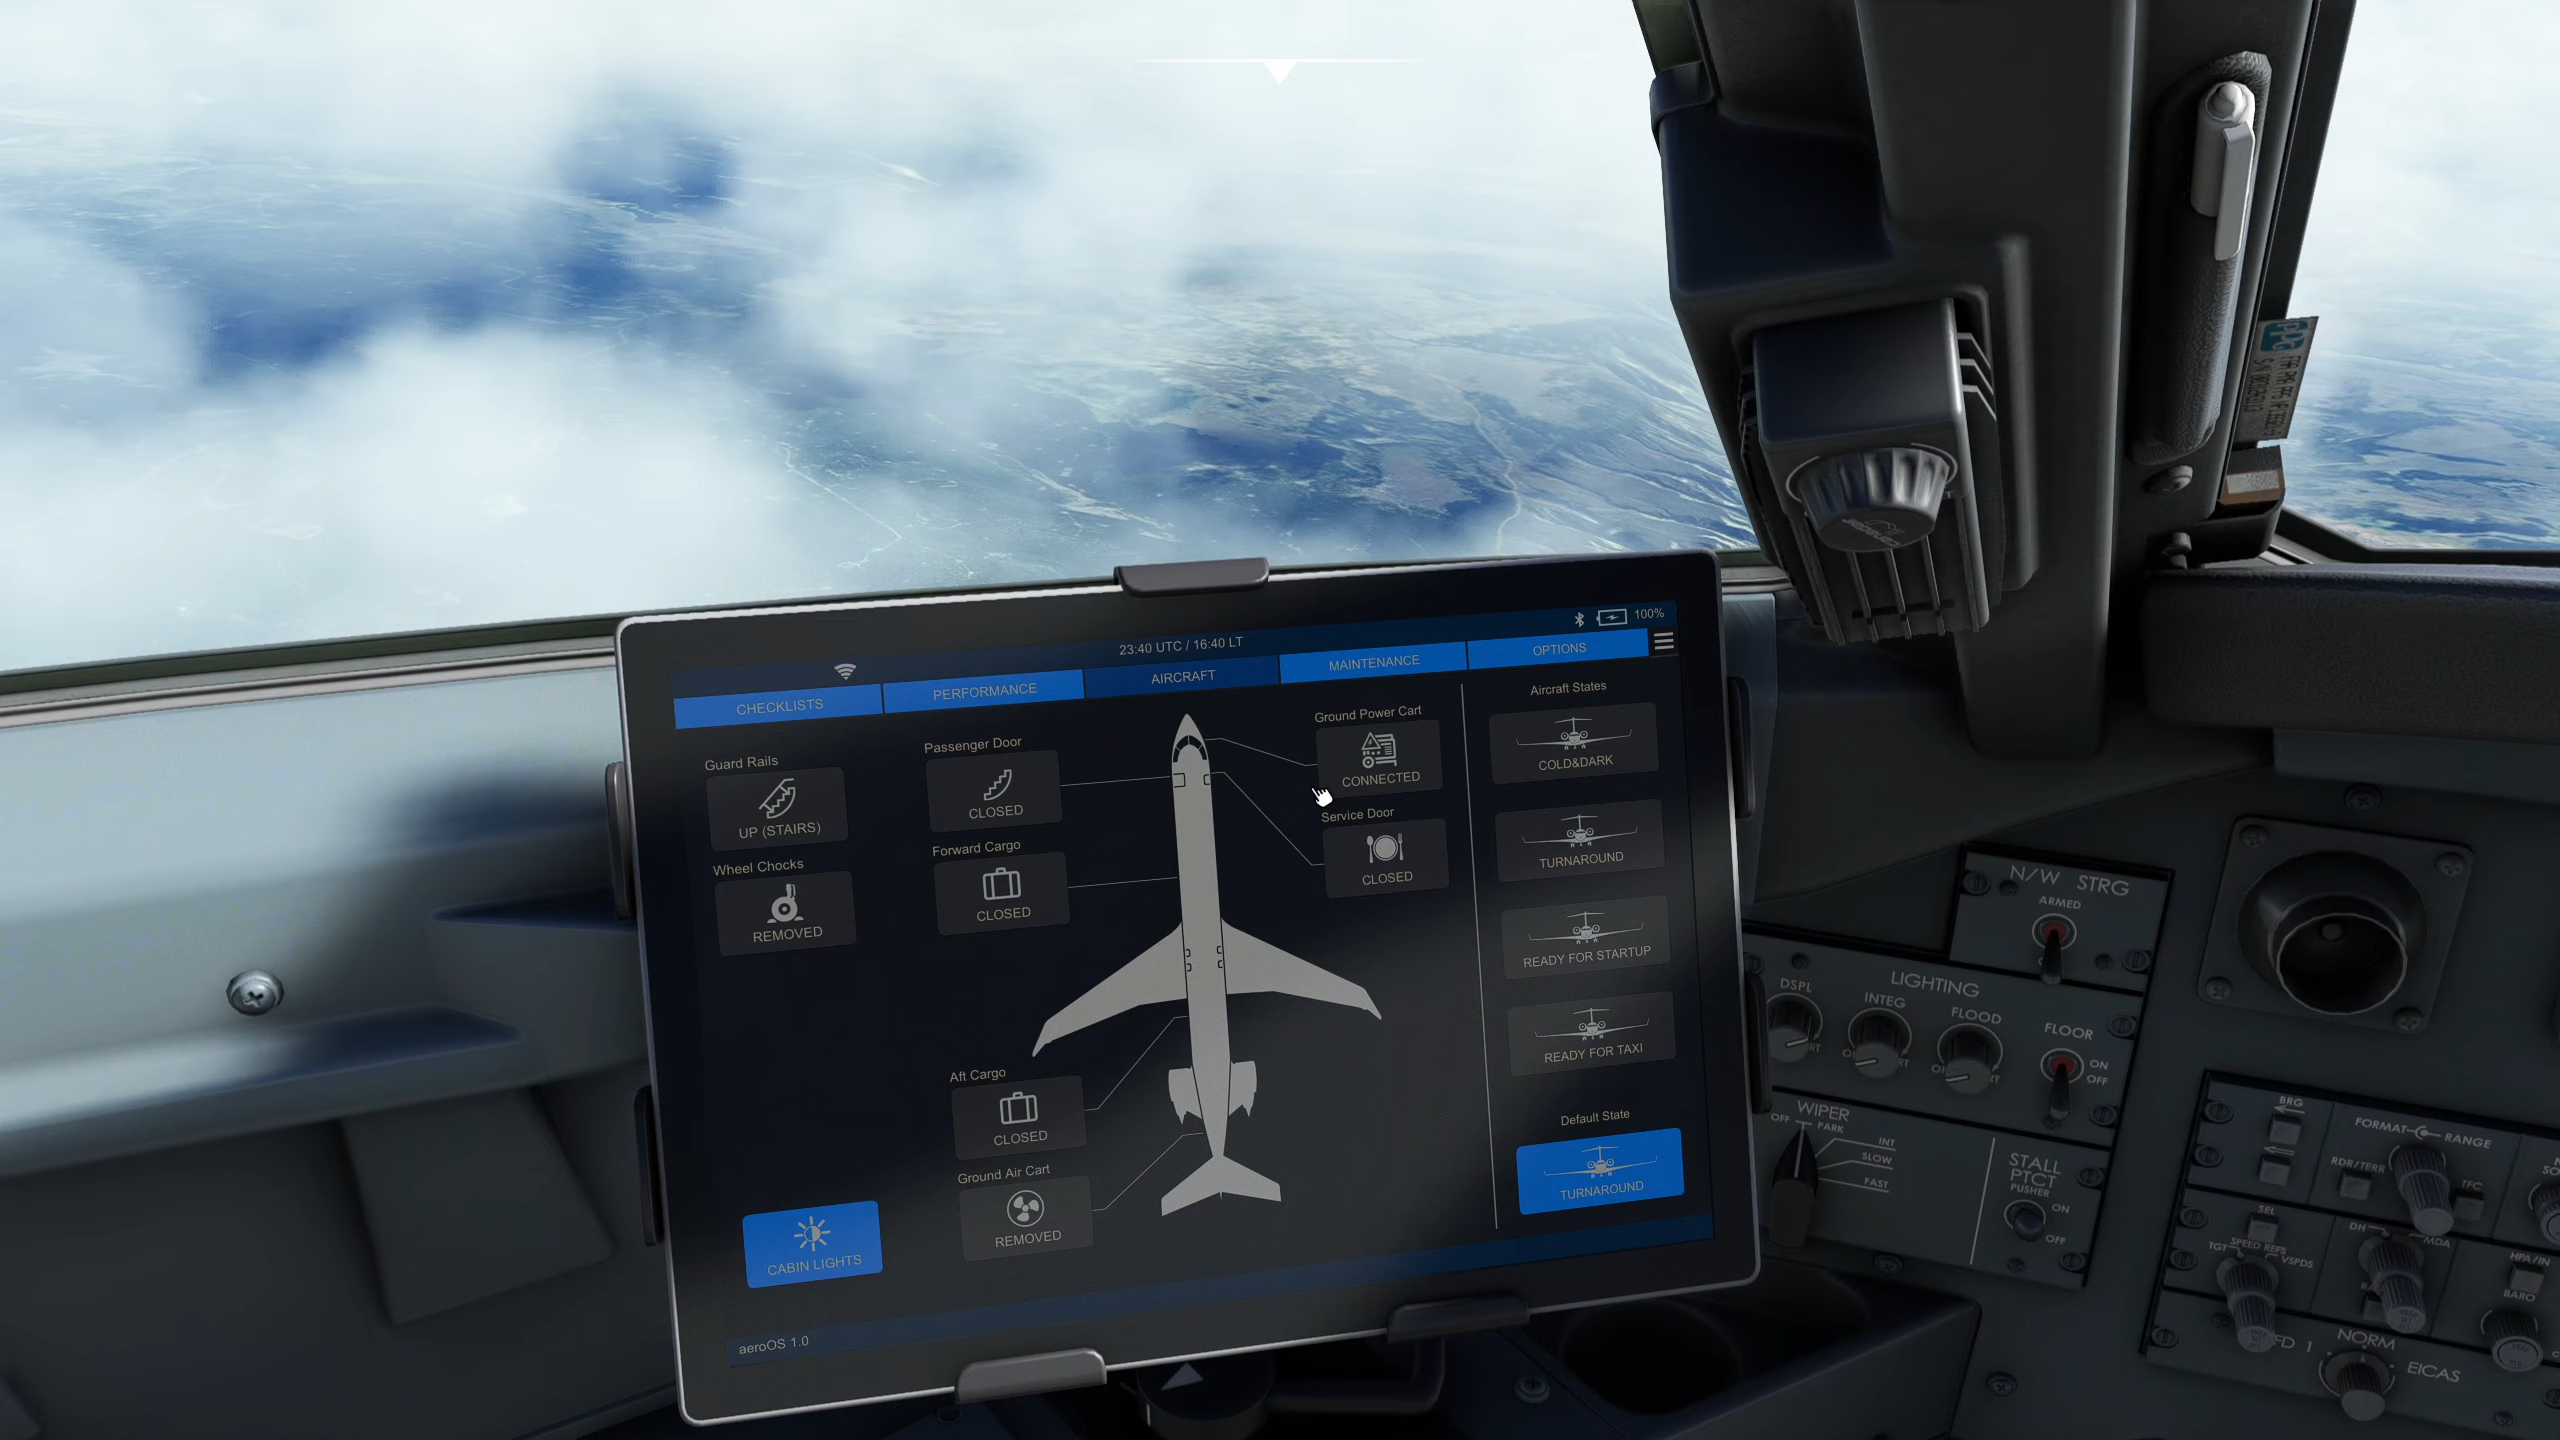 100%
23:40 UTC / 16:40 LT
CHECKLISTS
PERFORMANCE
AIRCRAFT
MAINTENANCE
OPTIONS
Guard Rails
UP (STAIRS)
Wheel Chocks
REMOVED
Passenger Door
CLOSED
Forward Cargo
CLOSED
Aft Cargo
CLOSED
Ground Air Cart
REMOVED
Ground Power Cart
CONNECTED
Service Door
CLOSED
Aircraft States
COLD&DARK
TURNAROUND
READY FOR STARTUP
READY FOR TAXI
Default State
TURNAROUND
CABIN LIGHTS
aeroOS 1.0
PPG
N/W STRG
ARMED
LIGHTING
DSPL
INTEG
FLOOD
FLOOR
ON
OFF
WIPER
OFF
PARK
INT
SLOW
FAST
STALL
PTCT
PUSHER
ON
OFF
BRG
FORMAT
RANGE
RDR/TERR
TFC
SEL
SPEED REFS
TGT
VSPDS
DH
MDA
HPA/IN
BARO
NORM
EICAS